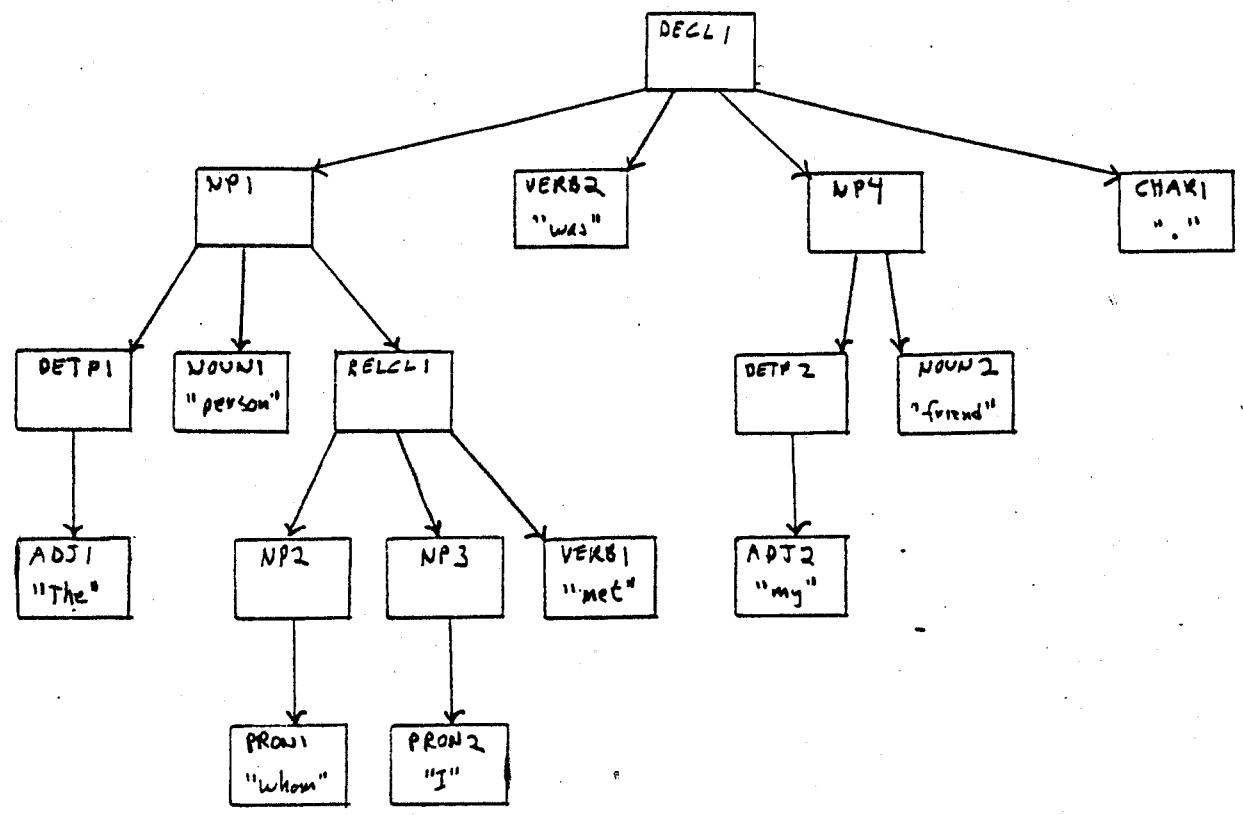 DECL1
NP1
VERB2
"was"
NP4
CHAR1
"."
DETP1
NOUN1
"person"
RELCL1
DETP2
NOUN2
"friend"
ADJ1
"The"
NP2
NP3
VERB1
"met"
ADJ2
"my"
PRON1
"whom"
PRON2
"I"